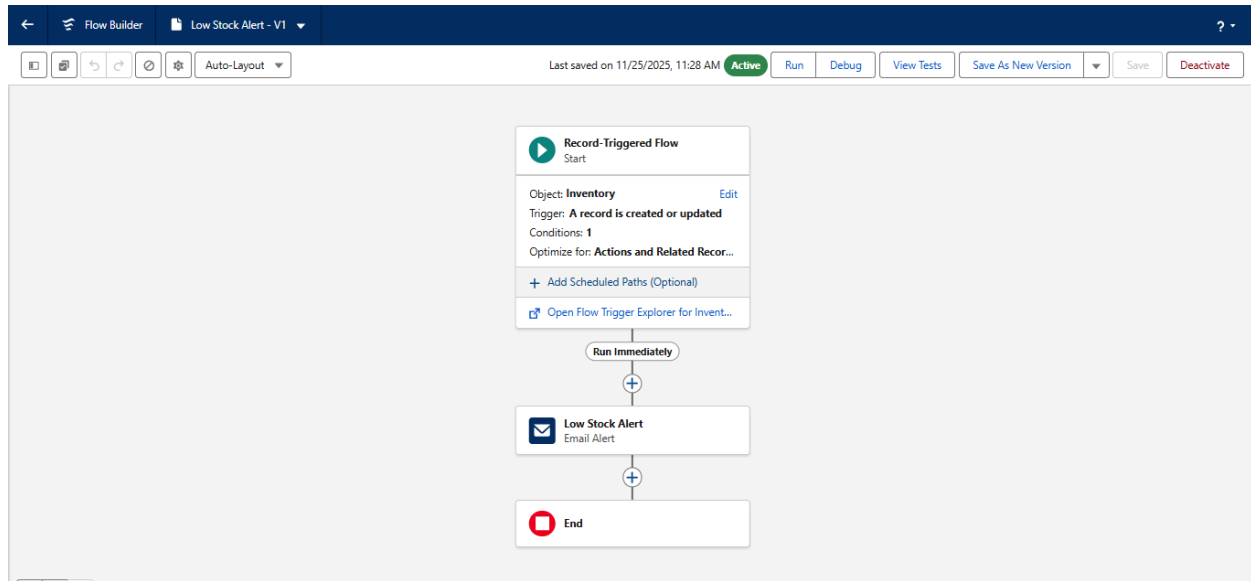 Flow Builder
Low Stock Alert - V1
?
Auto-Layout
Last saved on 11/25/2025, 11:28 AM
Active
Run
Debug
View Tests
Save As New Version
Save
Deactivate
Record-Triggered Flow
Start
Object: Inventory
Edit
Trigger: A record is created or updated
Conditions: 1
Optimize for: Actions and Related Recor...
+ Add Scheduled Paths (Optional)
Open Flow Trigger Explorer for Invent...
Run Immediately
Low Stock Alert
Email Alert
End